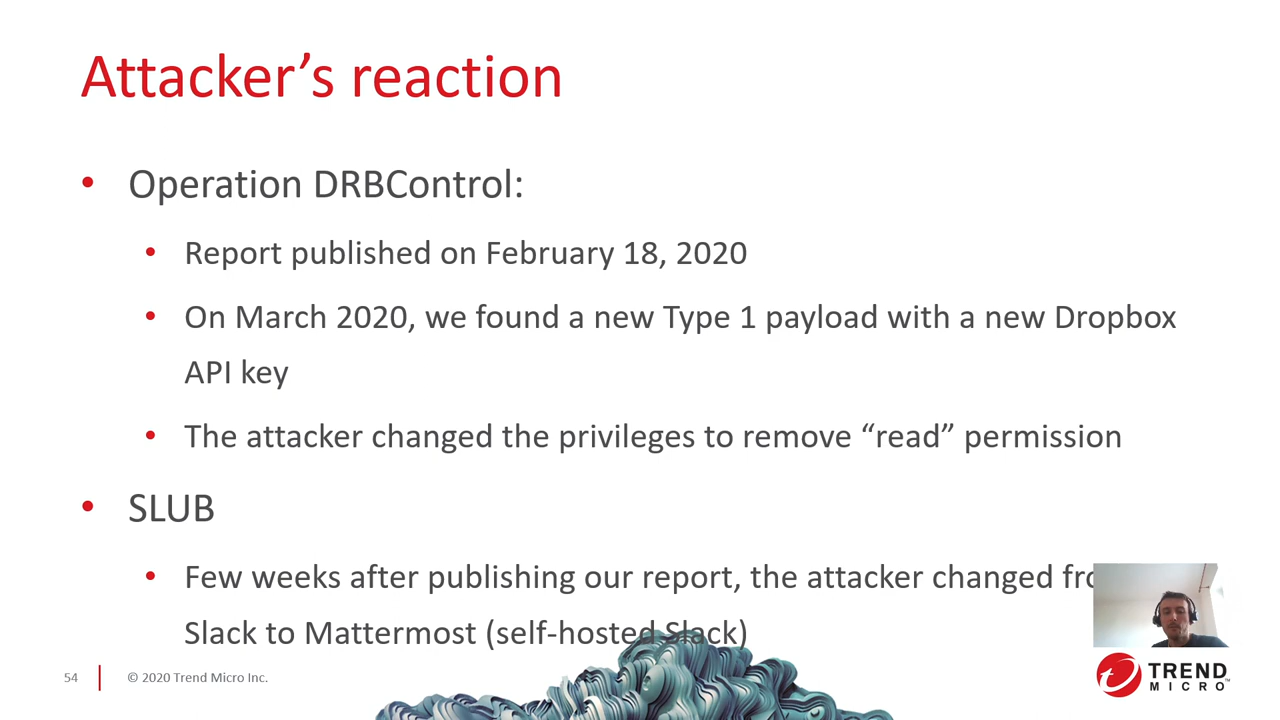 Attacker’s reaction
• Operation DRBControl:
• Report published on February 18, 2020
• On March 2020, we found a new Type 1 payload with a new Dropbox
API key
• The attacker changed the privileges to remove “read” permission
• SLUB
• Few weeks after publishing our report, the attacker changed
Slack to Mattermost (self-hosted Slack)
54
© 2020 Trend Micro Inc.
TREND
MICRO™